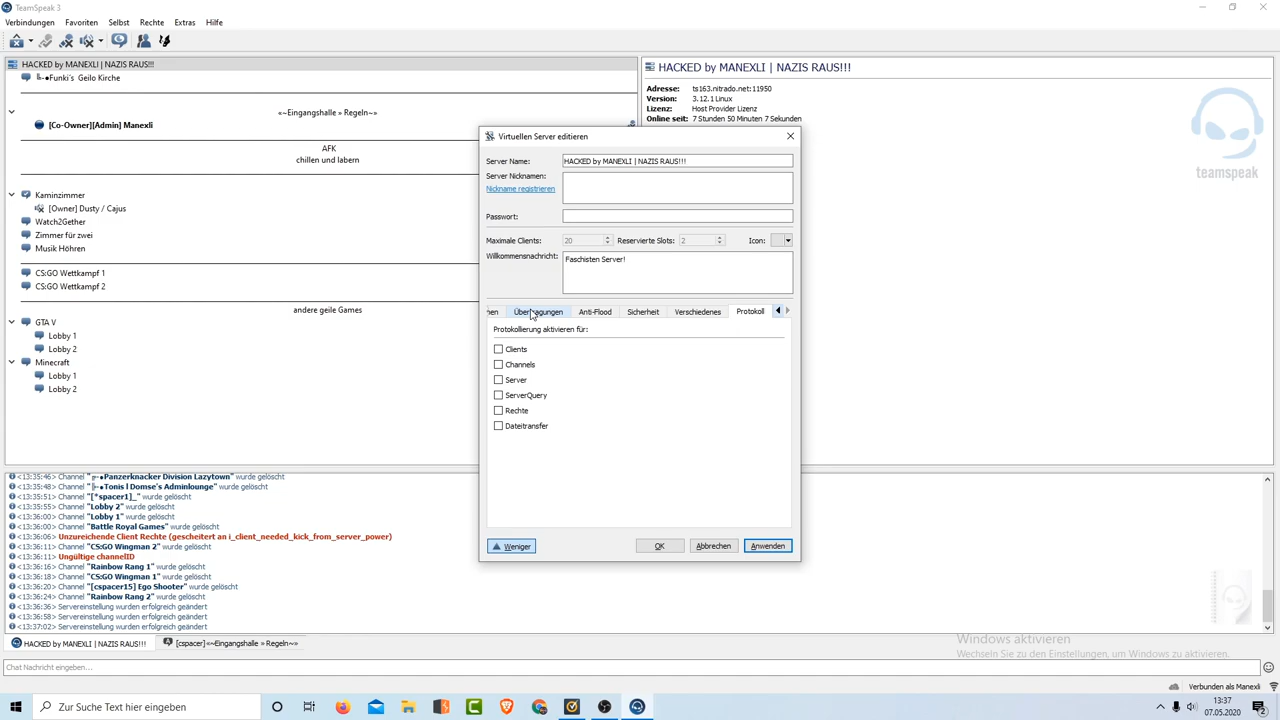 TeamSpeak 3
Verbindungen Favoriten Selbst Rechte Extras Hilfe
HACKED by MANEXLI | NAZIS RAUS!!!
╚-●Funki´s Geilo Kirche
«~Eingangshalle » Regeln~»
[Co-Owner][Admin] Manexli
AFK
chillen und labern
Kaminzimmer
[Owner] Dusty / Cajus
Watch2Gether
Zimmer für zwei
Musik Hören
CS:GO Wettkampf 1
CS:GO Wettkampf 2
andere geile Games
GTA V
Lobby 1
Lobby 2
Minecraft
Lobby 1
Lobby 2
HACKED by MANEXLI | NAZIS RAUS!!!
Adresse: ts163.nitrado.net:11950
Version: 3.12.1 Linux
Lizenz: Host Provider Lizenz
Online seit: 7 Stunden 50 Minuten 7 Sekunden
teamspeak
Virtuellen Server editieren
Server Name: HACKED by MANEXLI | NAZIS RAUS!!!
Server Nicknamen:
Nickname registrieren
Passwort:
Maximale Clients: 20 Reservierte Slots: 2 Icon:
Willkommensnachricht: Faschisten Server!
hen Übertragungen Anti-Flood Sicherheit Verschiedenes Protokoll
Protokollierung aktivieren für:
Clients
Channels
Server
ServerQuery
Rechte
Dateitransfer
Weniger OK Abbrechen Anwenden
<13:35:46> Channel "╔-●Panzerknacker Division Lazytown" wurde gelöscht
<13:35:48> Channel "╠-●Tonis l Domse's Adminlounge" wurde gelöscht
<13:35:51> Channel "[*spacer1]_" wurde gelöscht
<13:35:55> Channel "Lobby 2" wurde gelöscht
<13:36:00> Channel "Lobby 1" wurde gelöscht
<13:36:00> Channel "Battle Royal Games" wurde gelöscht
<13:36:06> Unzureichende Client Rechte (gescheitert an i_client_needed_kick_from_server_power)
<13:36:11> Channel "CS:GO Wingman 2" wurde gelöscht
<13:36:11> Ungültige channelID
<13:36:16> Channel "Rainbow Rang 1" wurde gelöscht
<13:36:18> Channel "CS:GO Wingman 1" wurde gelöscht
<13:36:20> Channel "[cspacer15] Ego Shooter" wurde gelöscht
<13:36:24> Channel "Rainbow Rang 2" wurde gelöscht
<13:36:36> Servereinstellung wurden erfolgreich geändert
<13:36:58> Servereinstellung wurden erfolgreich geändert
<13:37:02> Servereinstellung wurden erfolgreich geändert
HACKED by MANEXLI | NAZIS RAUS!!! [cspacer] «~Eingangshalle » Regeln~»
Chat Nachricht eingeben...
Windows aktivieren
Wechseln Sie zu den Einstellungen, um Windows zu aktivieren.
Verbunden als Manexli
Zur Suche Text hier eingeben
13:37
07.05.2020
2